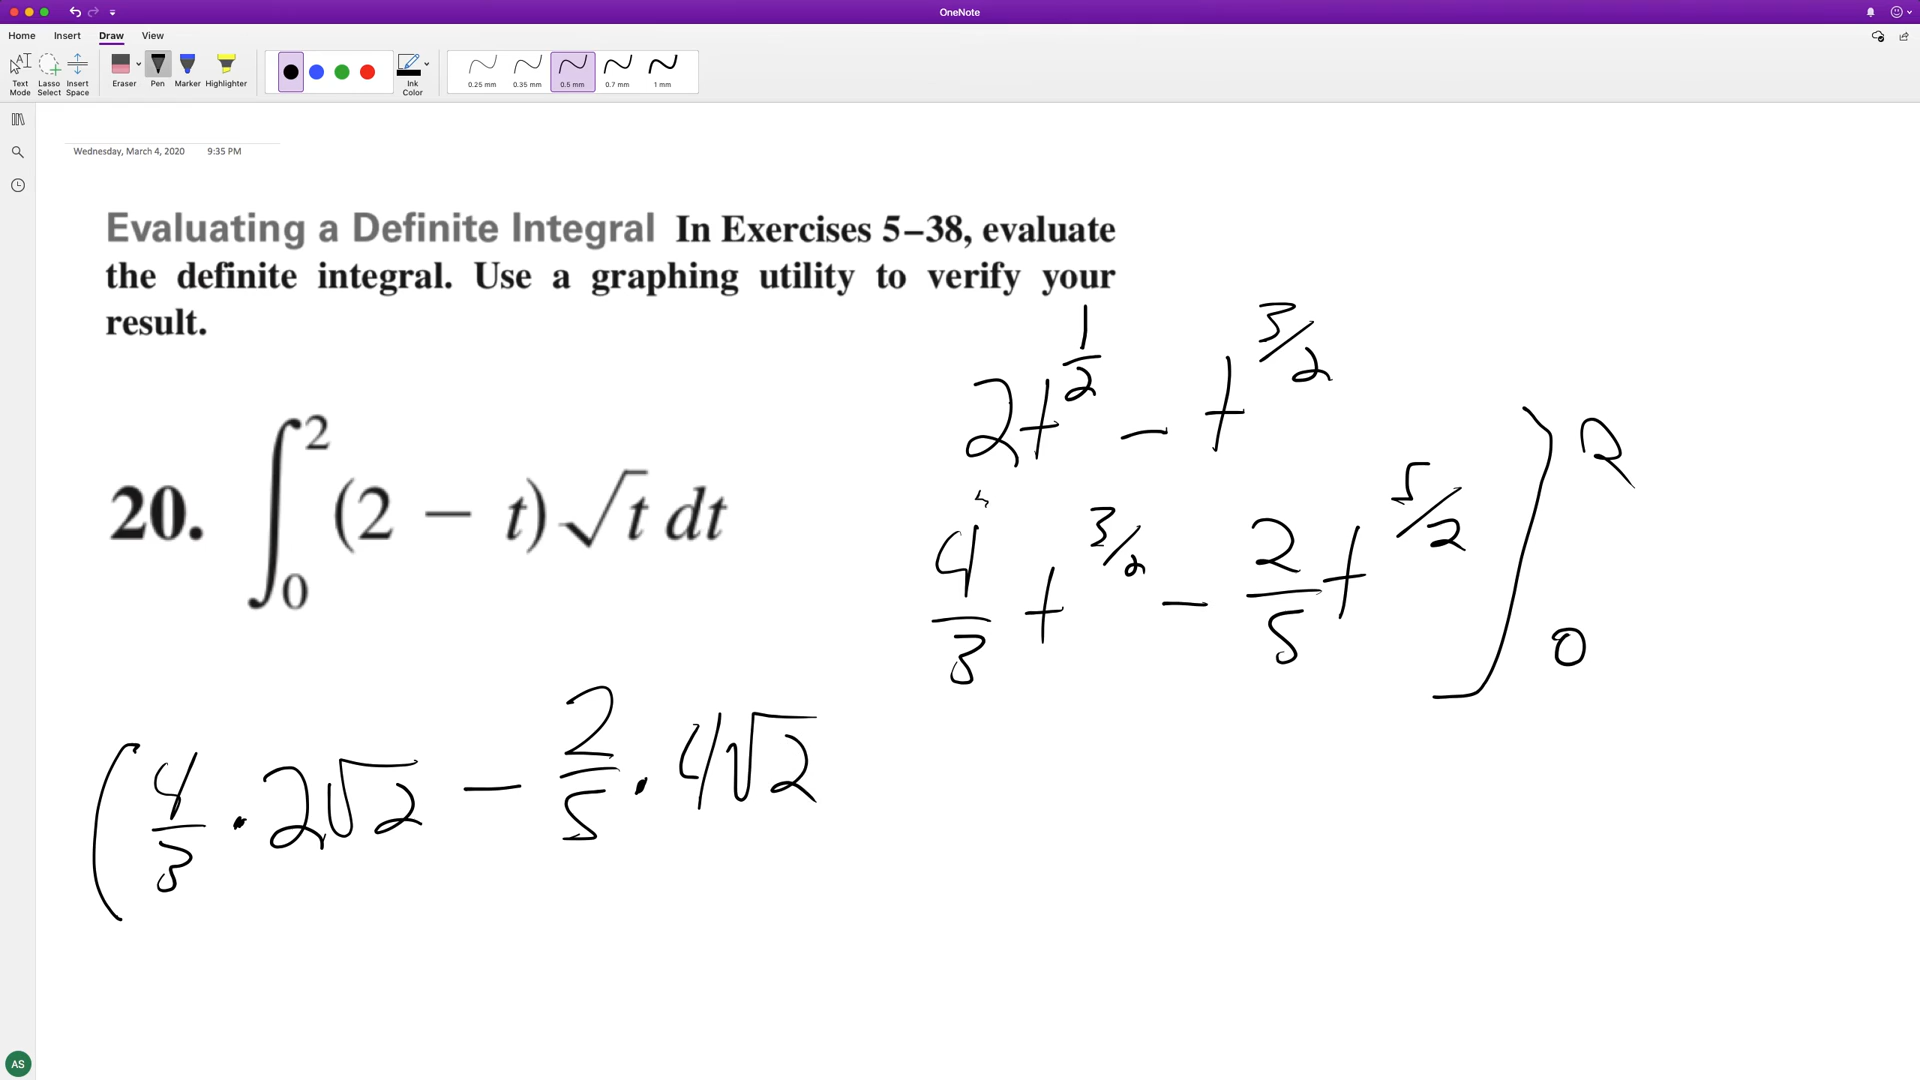 OneNote
Home Insert Draw View
Text Mode Lasso Select Insert Space Eraser Pen Marker Highlighter Ink Color 0.25 mm 0.35 mm 0.5 mm 0.7 mm 1 mm
Wednesday, March 4, 2020 9:35 PM
Evaluating a Definite Integral In Exercises 5–38, evaluate
the definite integral. Use a graphing utility to verify your
result.
2t^{1/2} − t^{3/2}
20. ∫_0^2 (2 − t)√t dt
4/3 t^{3/2} − 2/5 t^{5/2} ]_0^2
(4/3 · 2√2 − 2/5 · 4√2
AS